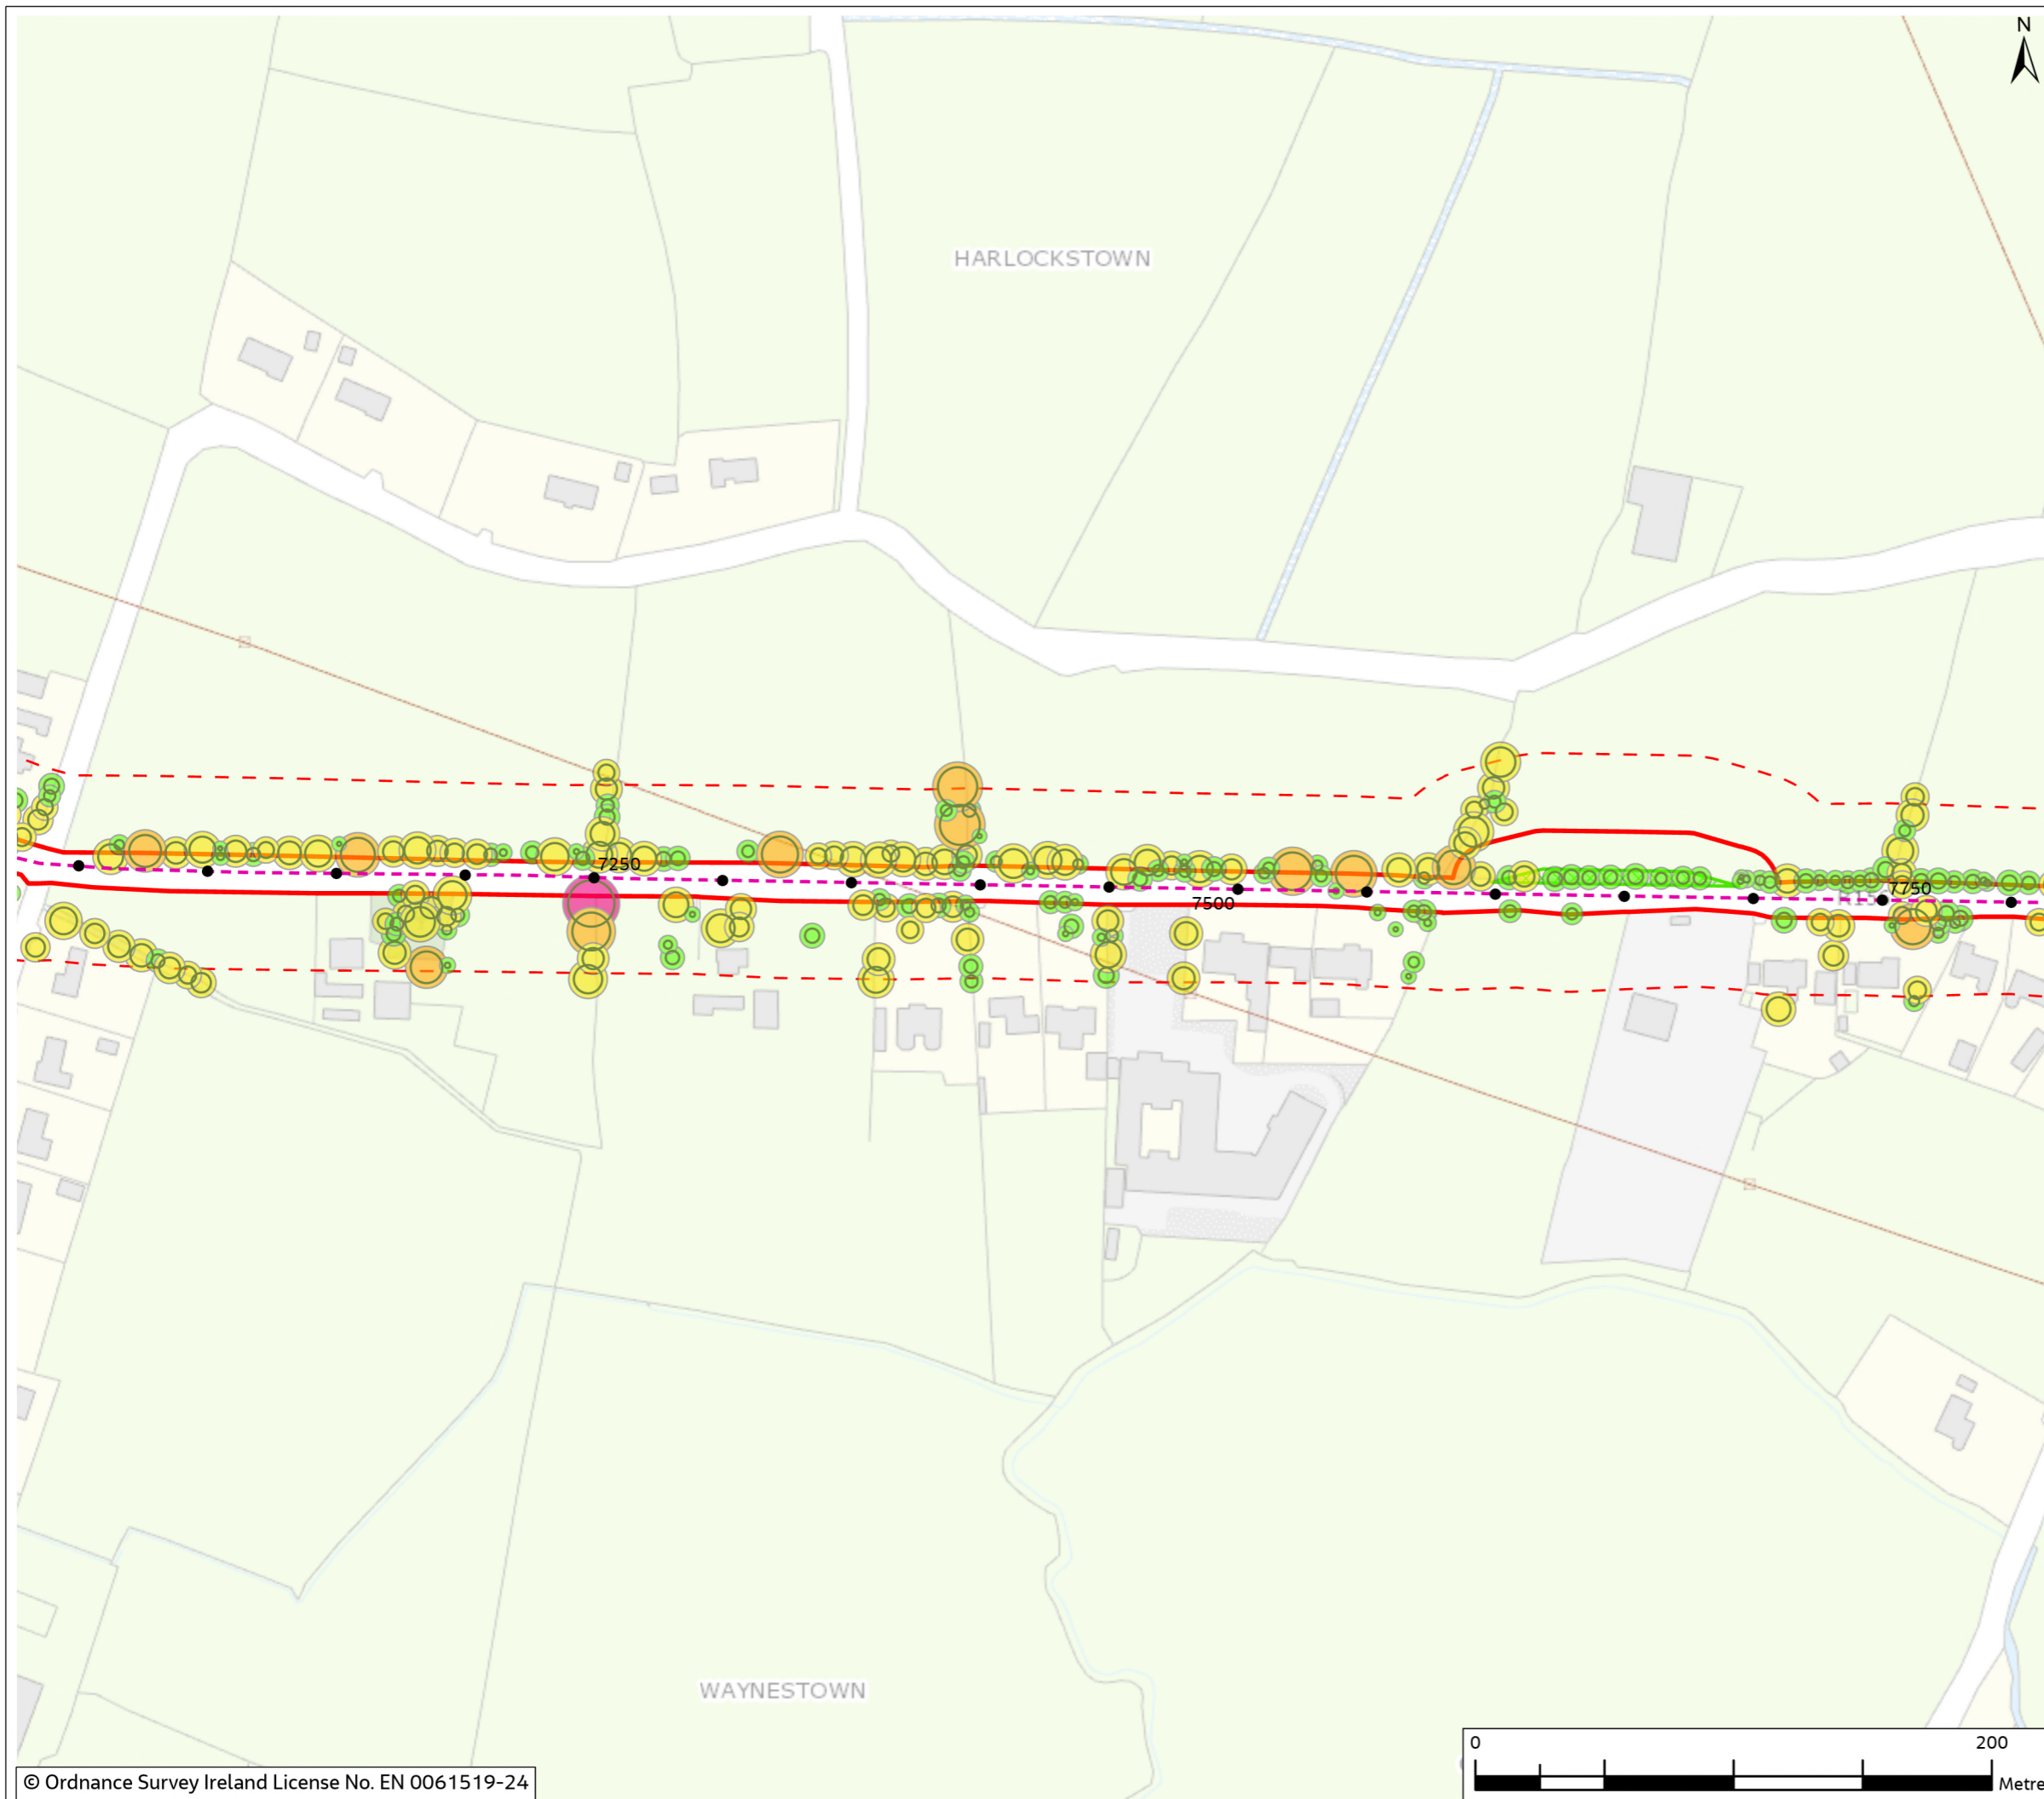 N
HARLOCKSTOWN
7250
7500
7750
WAYNESTOWN
0 200
Metre
© Ordnance Survey Ireland License No. EN 0061519-24